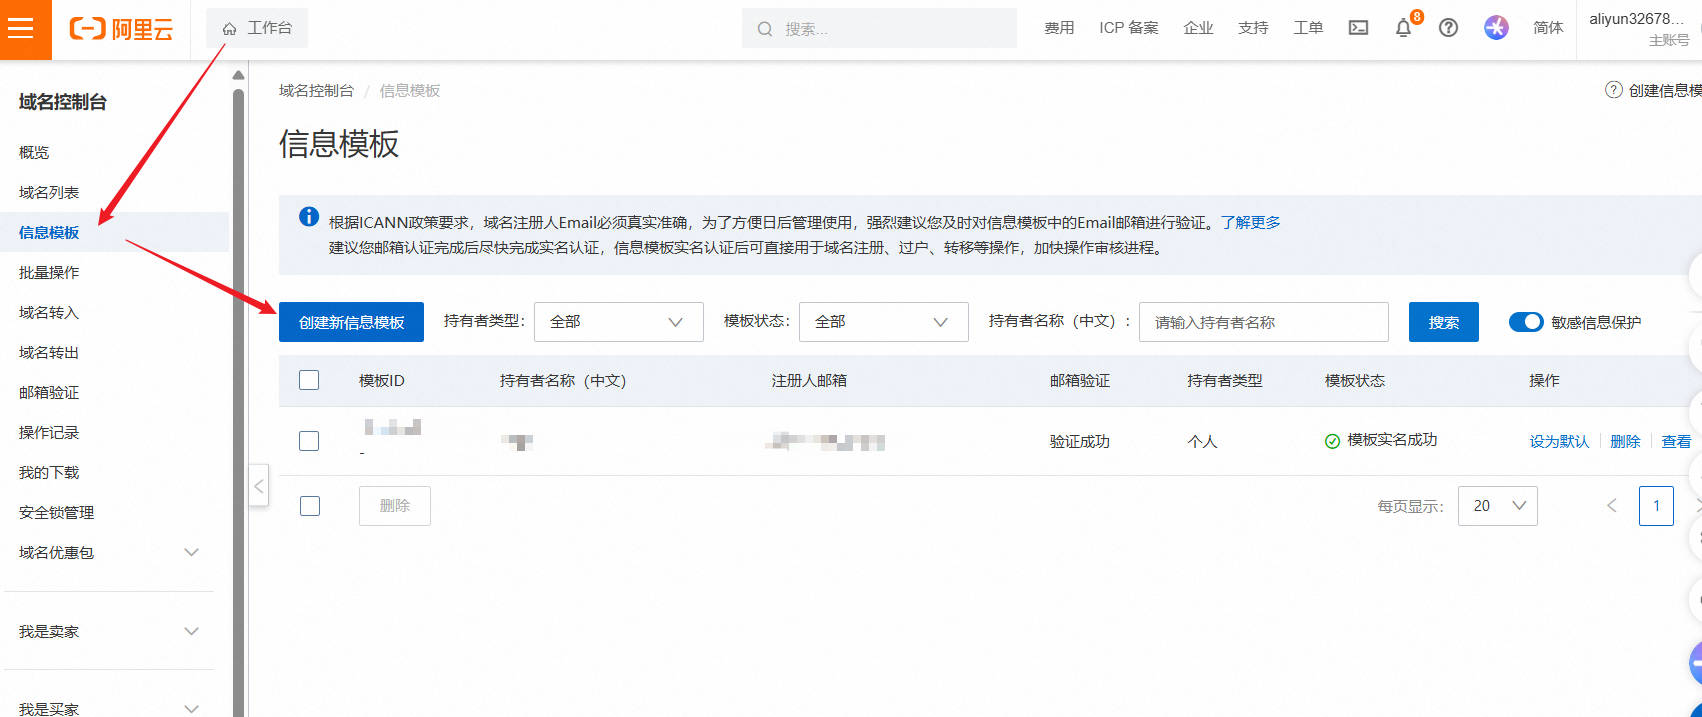 阿里云
工作台
搜索...
费用
ICP 备案
企业
支持
工单
8
简体
aliyun32678...
主账号
域名控制台
概览
域名列表
信息模板
批量操作
域名转入
域名转出
邮箱验证
操作记录
我的下载
安全锁管理
域名优惠包
我是卖家
我是买家
域名控制台 / 信息模板
创建信息模
信息模板
根据ICANN政策要求，域名注册人Email必须真实准确，为了方便日后管理使用，强烈建议您及时对信息模板中的Email邮箱进行验证。了解更多
建议您邮箱认证完成后尽快完成实名认证，信息模板实名认证后可直接用于域名注册、过户、转移等操作，加快操作审核进程。
创建新信息模板 持有者类型： 全部 模板状态： 全部 持有者名称（中文）： 请输入持有者名称 搜索 敏感信息保护
模板ID 持有者名称（中文） 注册人邮箱 邮箱验证 持有者类型 模板状态 操作
- 验证成功 个人 模板实名成功 设为默认 删除 查看
删除 每页显示： 20 1